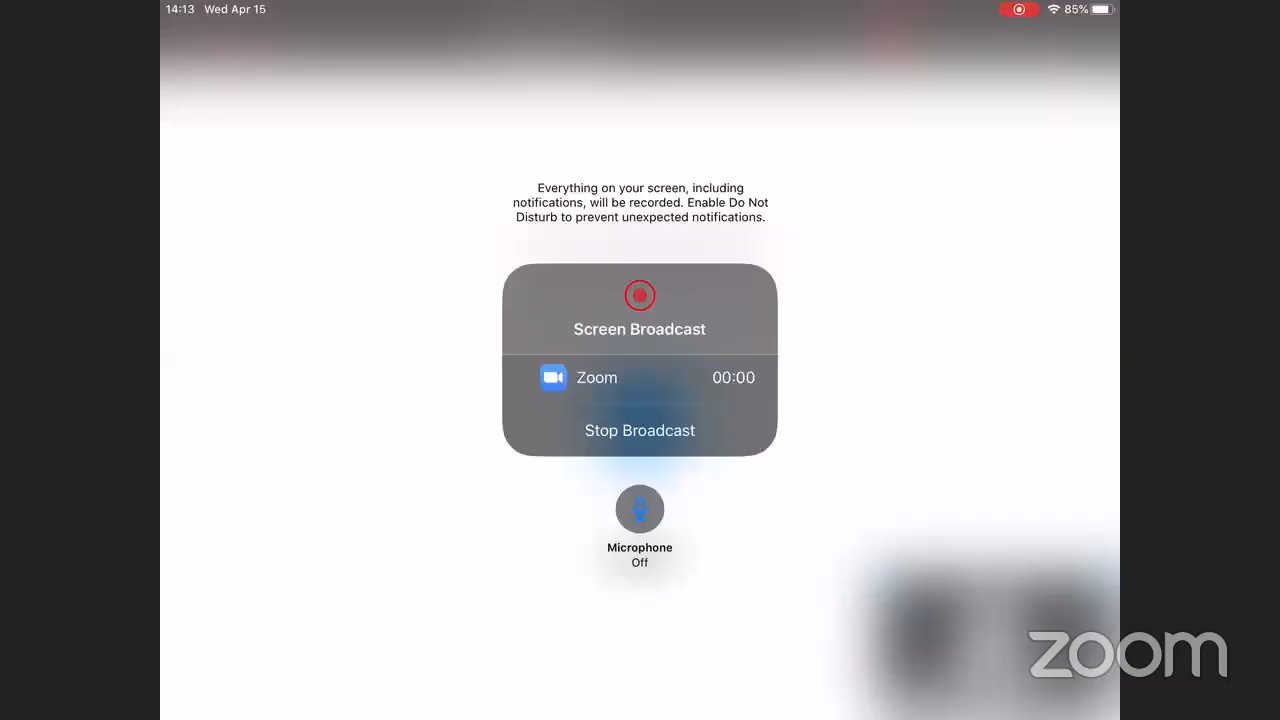 14:13 Wed Apr 15
85%
Everything on your screen, including
notifications, will be recorded. Enable Do Not
Disturb to prevent unexpected notifications.
Screen Broadcast
Zoom 00:00
Stop Broadcast
Microphone
Off
zoom